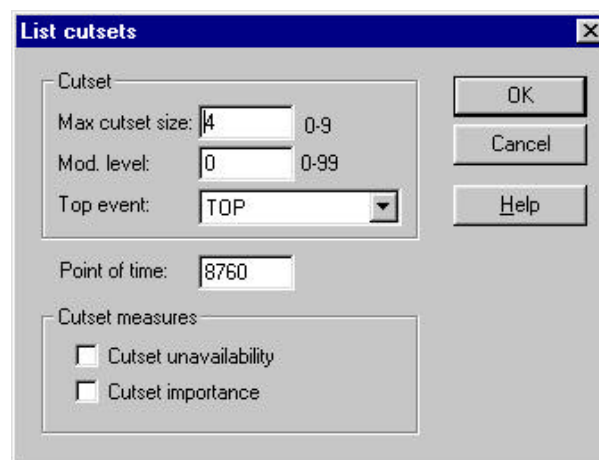 List cutsets
Cutset
Max cutset size: 4 0-9
Mod. level: 0 0-99
Top event: TOP
Point of time: 8760
Cutset measures
Cutset unavailability
Cutset importance
OK
Cancel
Help